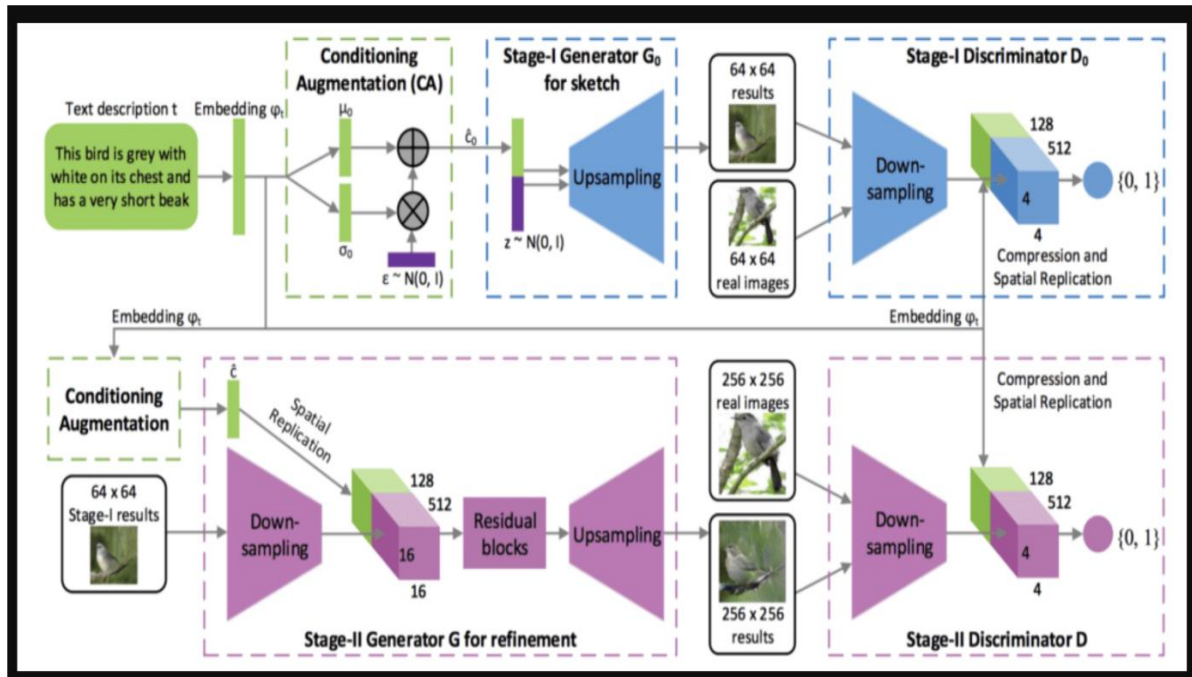 Conditioning
Augmentation (CA)
Stage-I Generator G₀
for sketch
64 x 64
results
Stage-I Discriminator D₀
Text description t
Embedding φₜ
This bird is grey with
white on its chest and
has a very short beak
μ₀
σ₀
ε ~ N(0, I)
ĉ₀
z ~ N(0, I)
Upsampling
64 x 64
real images
Down-
sampling
128
512
4
4
{0, 1}
Compression and
Spatial Replication
Embedding φₜ
Embedding φₜ
Conditioning
Augmentation
ĉ
Spatial
Replication
256 x 256
real images
Compression and
Spatial Replication
64 x 64
Stage-I results
Down-
sampling
128
512
16
16
Residual
blocks
Upsampling
256 x 256
results
Down-
sampling
128
512
4
4
{0, 1}
Stage-II Generator G for refinement
Stage-II Discriminator D